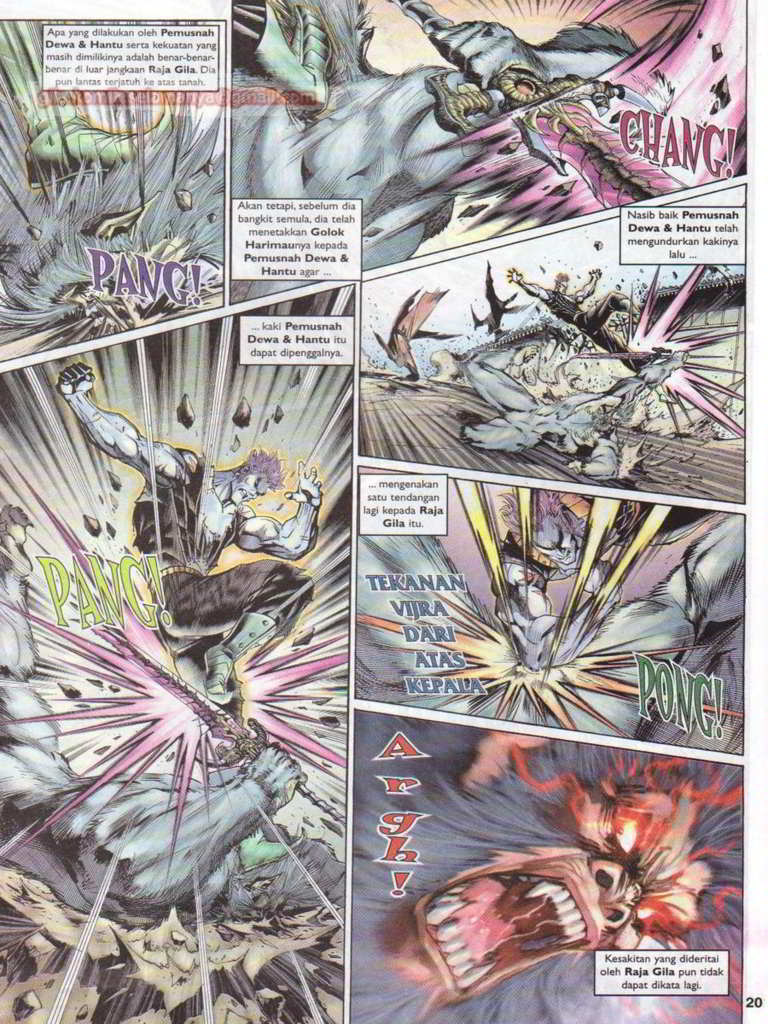 Apa yang dilakukan oleh Pemusnah
Dewa & Hantu serta kekuatan yang
masih dimilikinya adalah benar-benar-
benar di luar jangkaan Raja Gila. Dia
pun lantas terjatuh ke atas tanah.
PANG!
CHANG!
Akan tetapi, sebelum dia
bangkit semula, dia telah
menetakkan Golok
Harimaunya kepada
Pemusnah Dewa &
Hantu agar ...
... kaki Pemusnah
Dewa & Hantu itu
dapat dipenggalnya.
PANG!
Nasib baik Pemusnah
Dewa & Hantu telah
mengundurkan kakinya
lalu ...
... mengenakan
satu tendangan
lagi kepada Raja
Gila itu.
TEKANAN
VIJRA
DARI
ATAS
KEPALA
PONG!
Argh!
Kesakitan yang dideritai
oleh Raja Gila pun tidak
dapat dikata lagi.
20